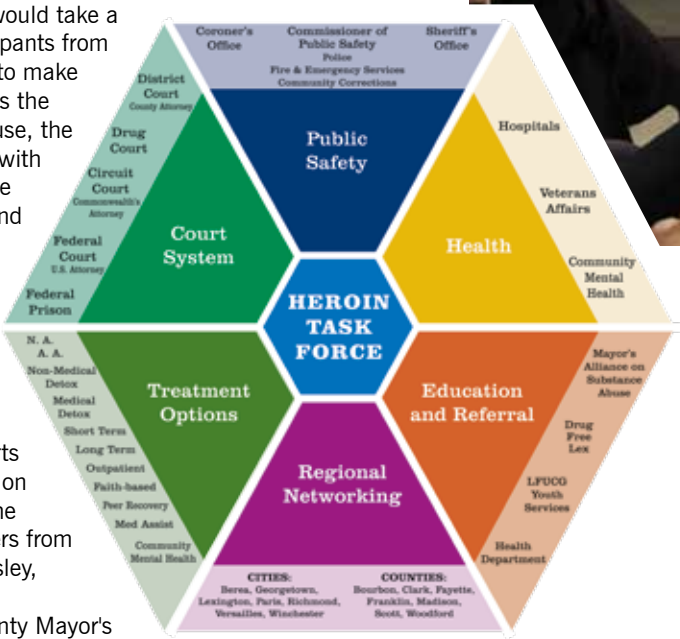 would take a
pants from
to make
s the
use, the
with
e
nd
rts
on
ne
rs from
sley,
nty Mayor's
Coroner's
Office
Commissioner of
Public Safety
Police
Fire & Emergency Services
Community Corrections
Sheriff's
Office
Public
Safety
Hospitals
Veterans
Affairs
Community
Mental
Health
Health
District
Court
County Attorney
Drug
Court
Circuit
Court
Commonwealth's
Attorney
Federal
Court
U.S. Attorney
Federal
Prison
Court
System
HEROIN
TASK
FORCE
N. A.
A. A.
Non-Medical
Detox
Medical
Detox
Short Term
Long Term
Outpatient
Faith-based
Peer Recovery
Med Assist
Community
Mental Health
Treatment
Options
Education
and Referral
Mayor's
Alliance on
Substance
Abuse
Drug
Free
Lex
LFUCG
Youth
Services
Health
Department
Regional
Networking
CITIES:
Berea, Georgetown,
Lexington, Paris, Richmond,
Versailles, Winchester
COUNTIES:
Bourbon, Clark, Fayette,
Franklin, Madison,
Scott, Woodford